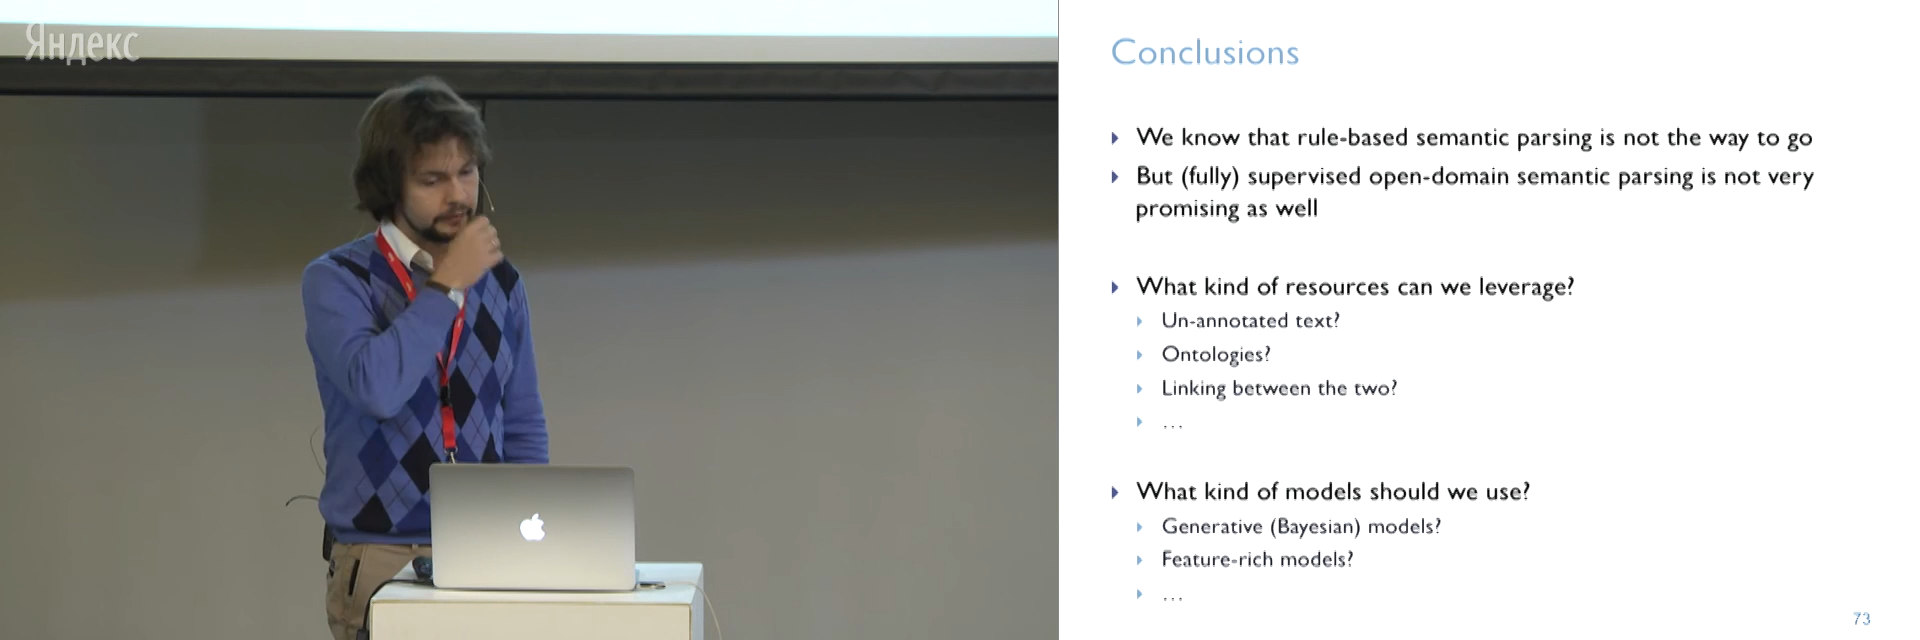 Яндекс
Conclusions
We know that rule-based semantic parsing is not the way to go
But (fully) supervised open-domain semantic parsing is not very
promising as well
What kind of resources can we leverage?
Un-annotated text?
Ontologies?
Linking between the two?
...
What kind of models should we use?
Generative (Bayesian) models?
Feature-rich models?
...
73